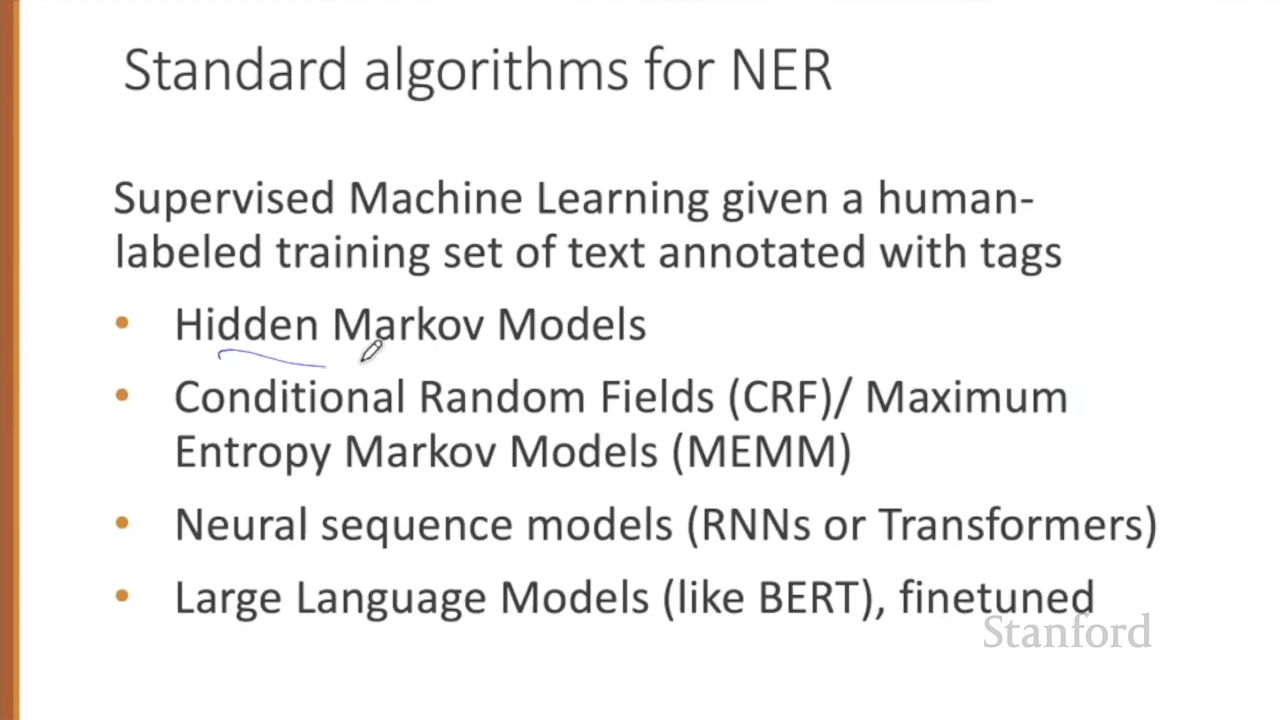 Standard algorithms for NER
Supervised Machine Learning given a human-
labeled training set of text annotated with tags
• Hidden Markov Models
• Conditional Random Fields (CRF)/ Maximum
Entropy Markov Models (MEMM)
• Neural sequence models (RNNs or Transformers)
• Large Language Models (like BERT), finetuned
Stanford